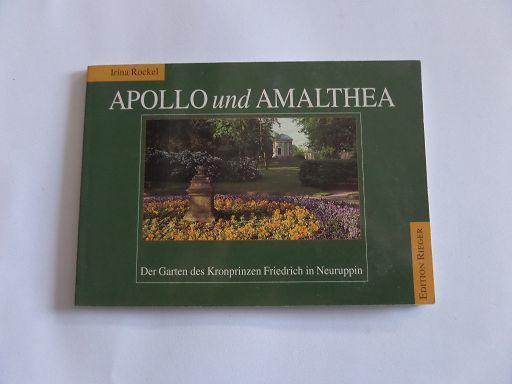 Irina Rockel
APOLLO und AMALTHEA
Der Garten des Kronprinzen Friedrich in Neuruppin
EDITION RIEGER